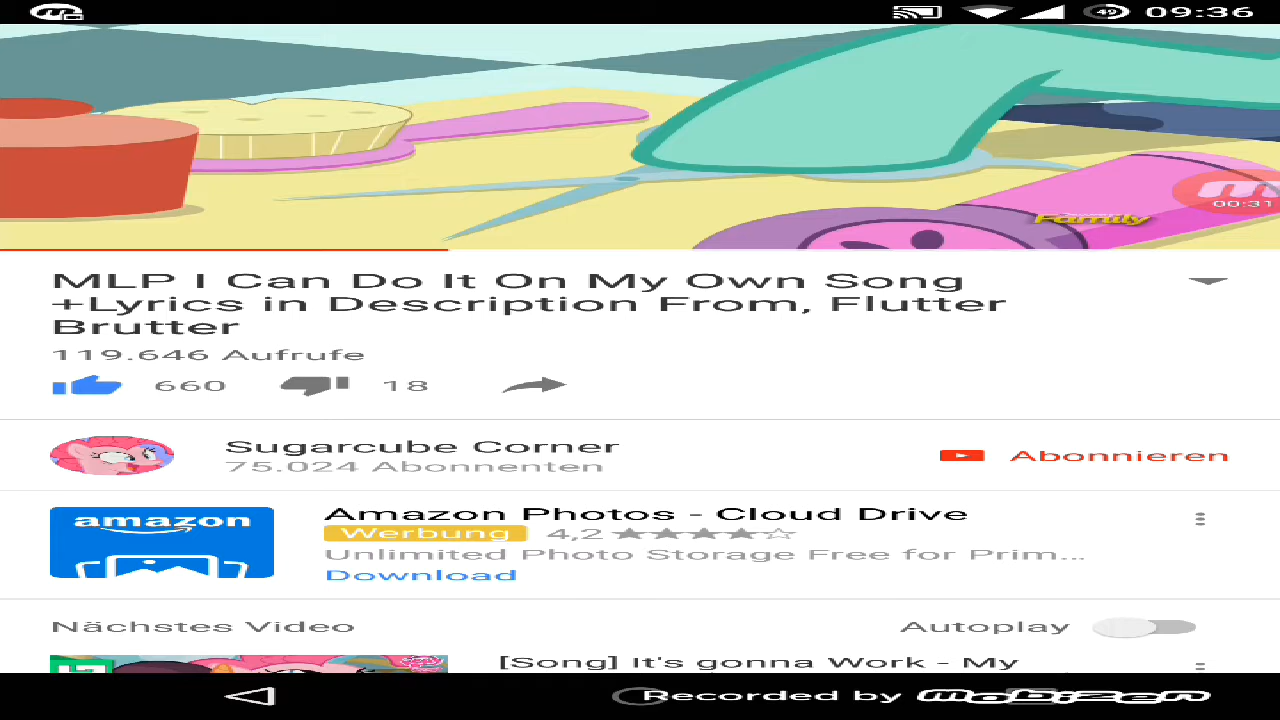 49 09:36
Family
00:31
MLP I Can Do It On My Own Song
+Lyrics in Description From, Flutter
Brutter
119.646 Aufrufe
660 18
Sugarcube Corner
75.024 Abonnenten
Abonnieren
amazon
Amazon Photos - Cloud Drive
Werbung 4,2
Unlimited Photo Storage Free for Prim...
Download
Nächstes Video
Autoplay
[Song] It's gonna Work - My
Recorded by mobizen